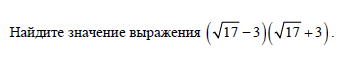 Найдите значение выражения (√17 − 3)(√17 + 3).